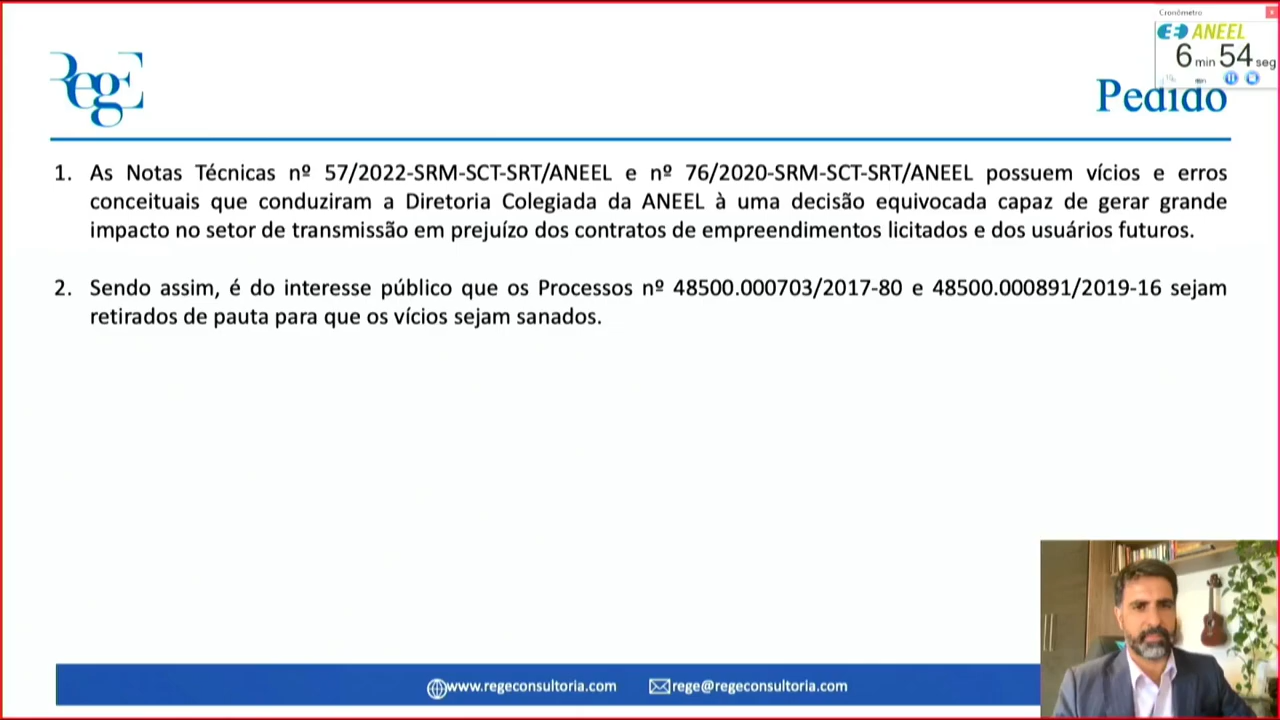 Cronômetro
ANEEL
6 min 54 seg
Rege
Pedido
1. As Notas Técnicas nº 57/2022-SRM-SCT-SRT/ANEEL e nº 76/2020-SRM-SCT-SRT/ANEEL possuem vícios e erros
conceituais que conduziram a Diretoria Colegiada da ANEEL à uma decisão equivocada capaz de gerar grande
impacto no setor de transmissão em prejuízo dos contratos de empreendimentos licitados e dos usuários futuros.
2. Sendo assim, é do interesse público que os Processos nº 48500.000703/2017-80 e 48500.000891/2019-16 sejam
retirados de pauta para que os vícios sejam sanados.
www.regeconsultoria.com rege@regeconsultoria.com